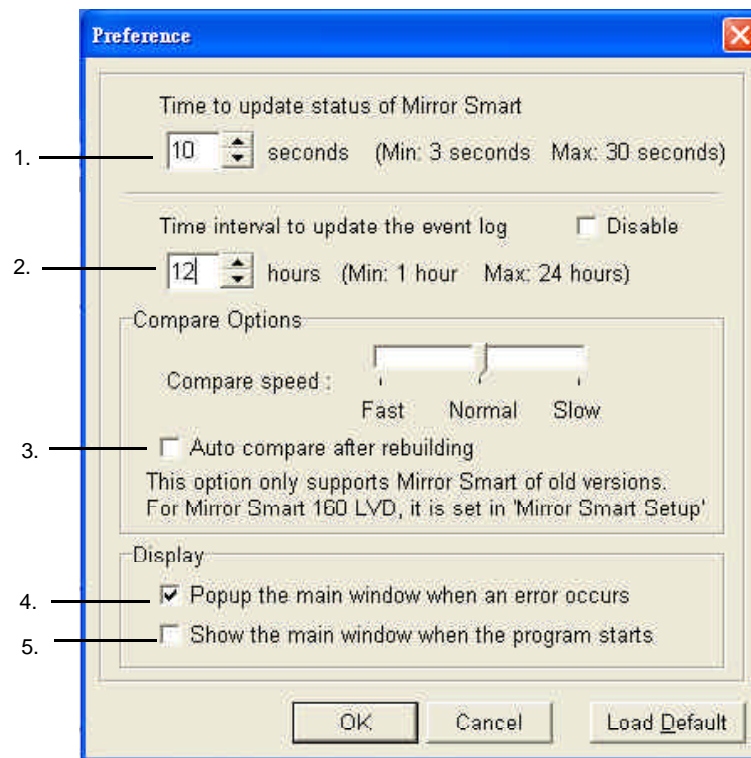 Preference
Time to update status of Mirror Smart
1. 10 seconds (Min: 3 seconds Max: 30 seconds)
Time interval to update the event log Disable
2. 12 hours (Min: 1 hour Max: 24 hours)
Compare Options
Compare speed :
Fast Normal Slow
3. Auto compare after rebuilding
This option only supports Mirror Smart of old versions.
For Mirror Smart 160 LVD, it is set in 'Mirror Smart Setup'
Display
4. Popup the main window when an error occurs
5. Show the main window when the program starts
OK Cancel Load Default